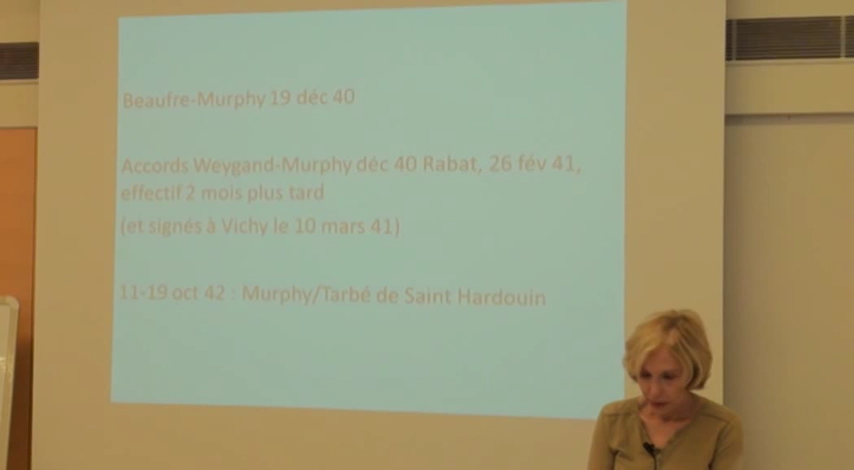 Beaufre-Murphy 19 déc 40
Accords Weygand-Murphy déc 40 Rabat, 26 fév 41,
effectif 2 mois plus tard
(et signés à Vichy le 10 mars 41)
11-19 oct 42 : Murphy/Tarbé de Saint Hardouin